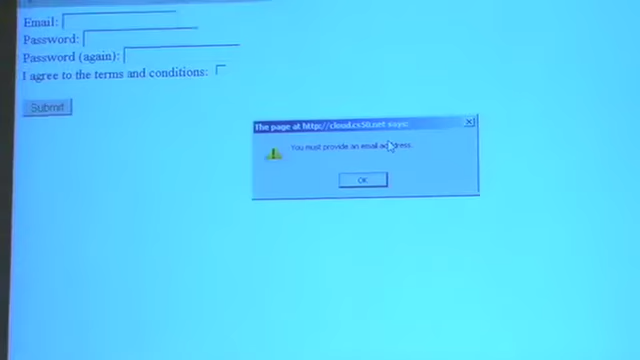 Email:
Password:
Password (again):
I agree to the terms and conditions:
Submit
The page at http://cloud.cs50.net says:
You must provide an email address.
OK